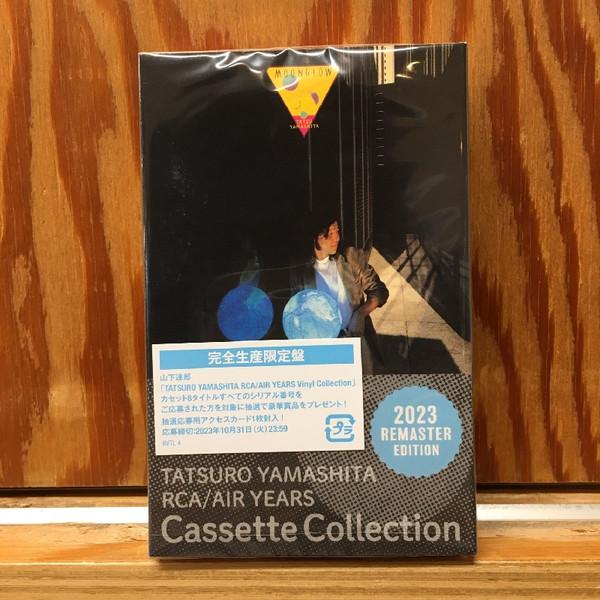 MOONGLOW
TATSU
YAMASHITA
完全生産限定盤
山下達郎
「TATSURO YAMASHITA RCA/AIR YEARS Vinyl Collection」
カセット8タイトルすべてのシリアル番号を
ご応募された方を対象に抽選で豪華賞品をプレゼント！
抽選応募用アクセスカード1枚封入！
応募締切:2023年10月31日(火)23:59
プラ
2023
REMASTER
EDITION
TATSURO YAMASHITA
RCA/AIR YEARS
Cassette Collection